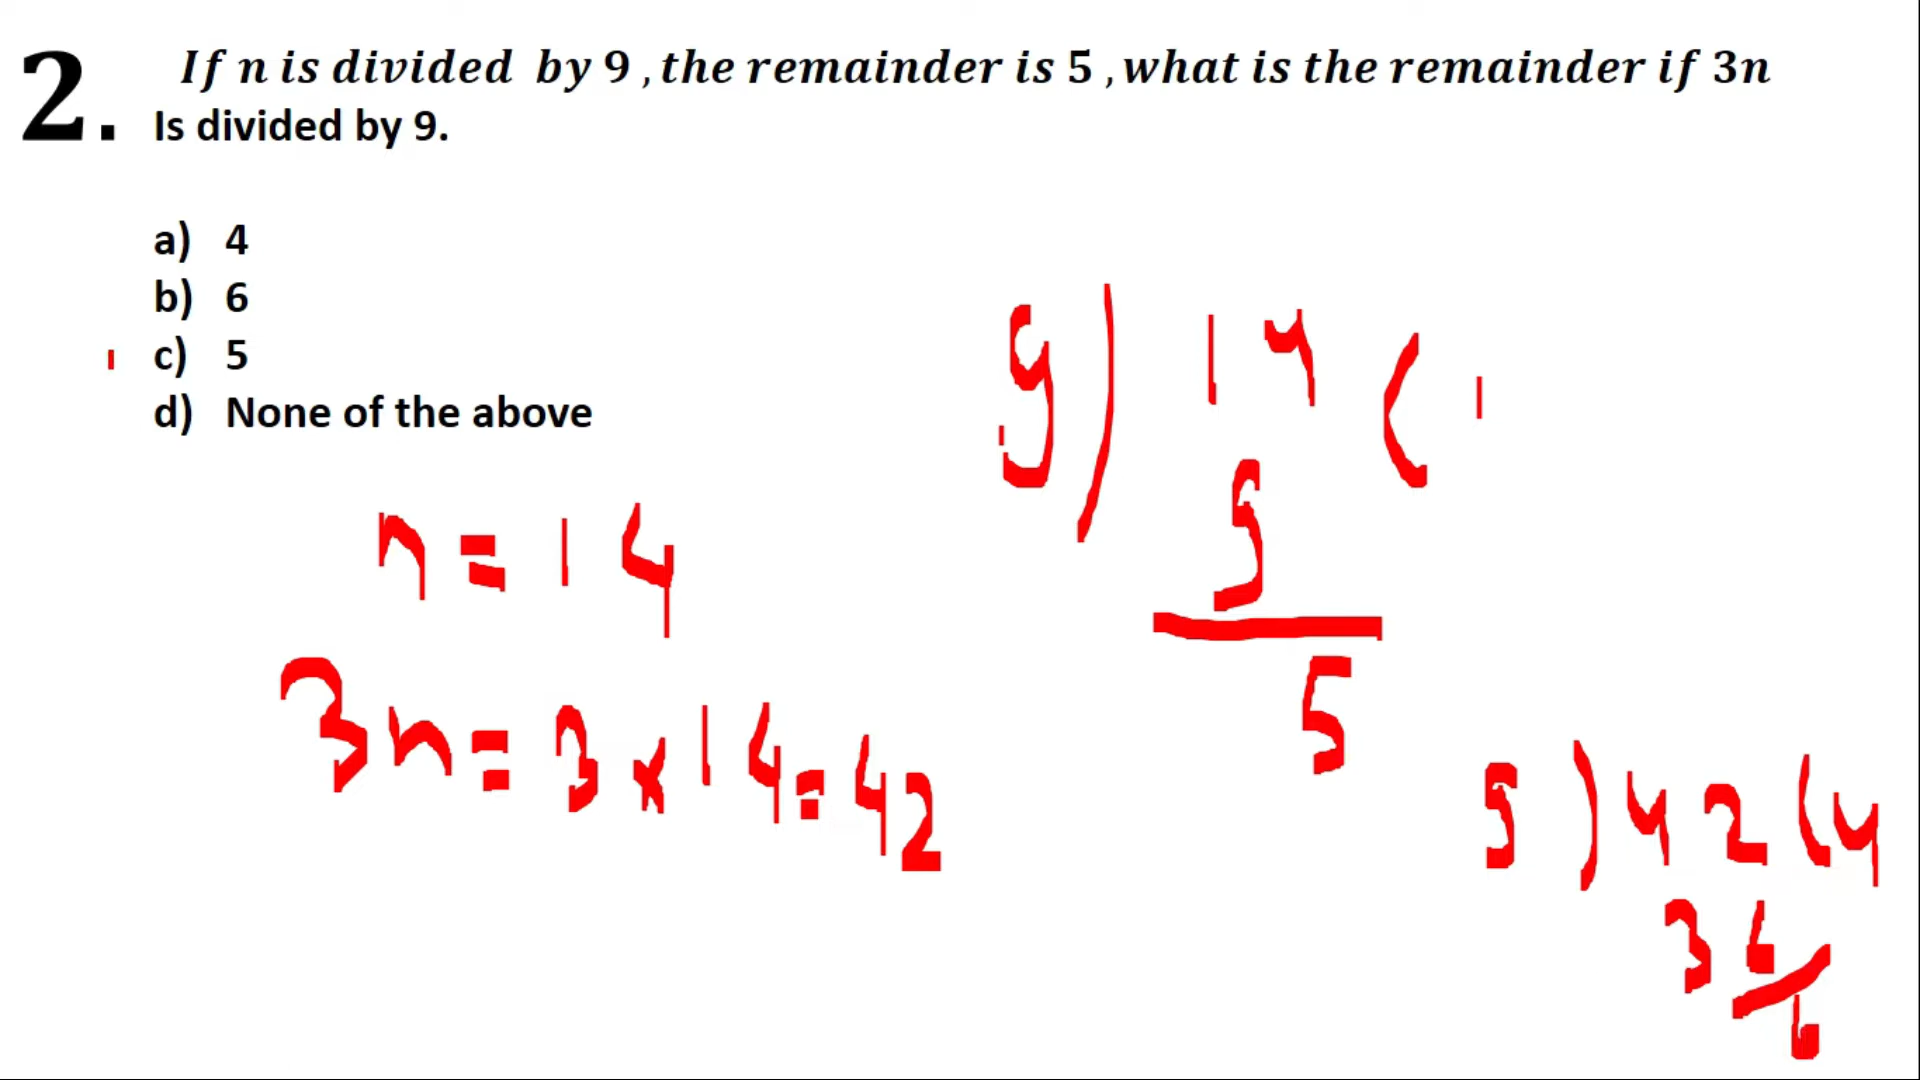 2. If n is divided by 9 , the remainder is 5 , what is the remainder if 3n
Is divided by 9.
a) 4
b) 6
c) 5
d) None of the above
9 ) 14 ( 1
9
5
n = 14
3n = 3 x 14 = 42
9 ) 42 ( 4
36
6